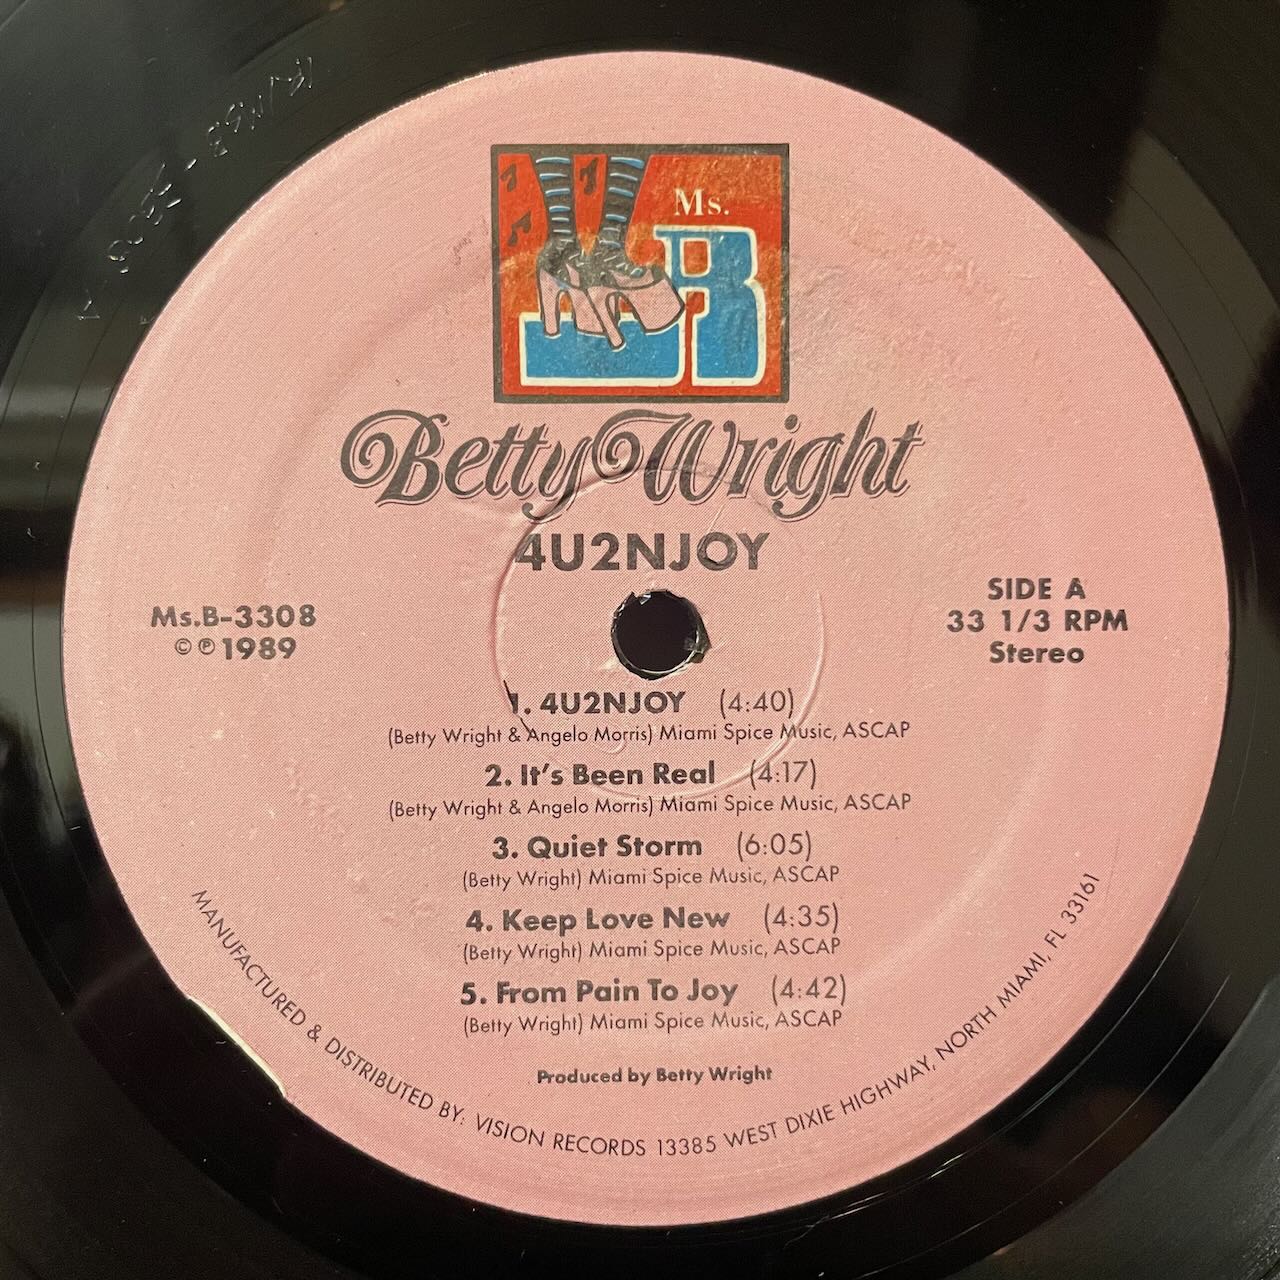 Ms.
B
Betty Wright
4U2NJOY
Ms.B-3308
©℗1989
SIDE A
33 1/3 RPM
Stereo
1. 4U2NJOY (4:40)
(Betty Wright & Angelo Morris) Miami Spice Music, ASCAP
2. It's Been Real (4:17)
(Betty Wright & Angelo Morris) Miami Spice Music, ASCAP
3. Quiet Storm (6:05)
(Betty Wright) Miami Spice Music, ASCAP
4. Keep Love New (4:35)
(Betty Wright) Miami Spice Music, ASCAP
5. From Pain To Joy (4:42)
(Betty Wright) Miami Spice Music, ASCAP
Produced by Betty Wright
MANUFACTURED & DISTRIBUTED BY: VISION RECORDS 13385 WEST DIXIE HIGHWAY, NORTH MIAMI, FL 33161